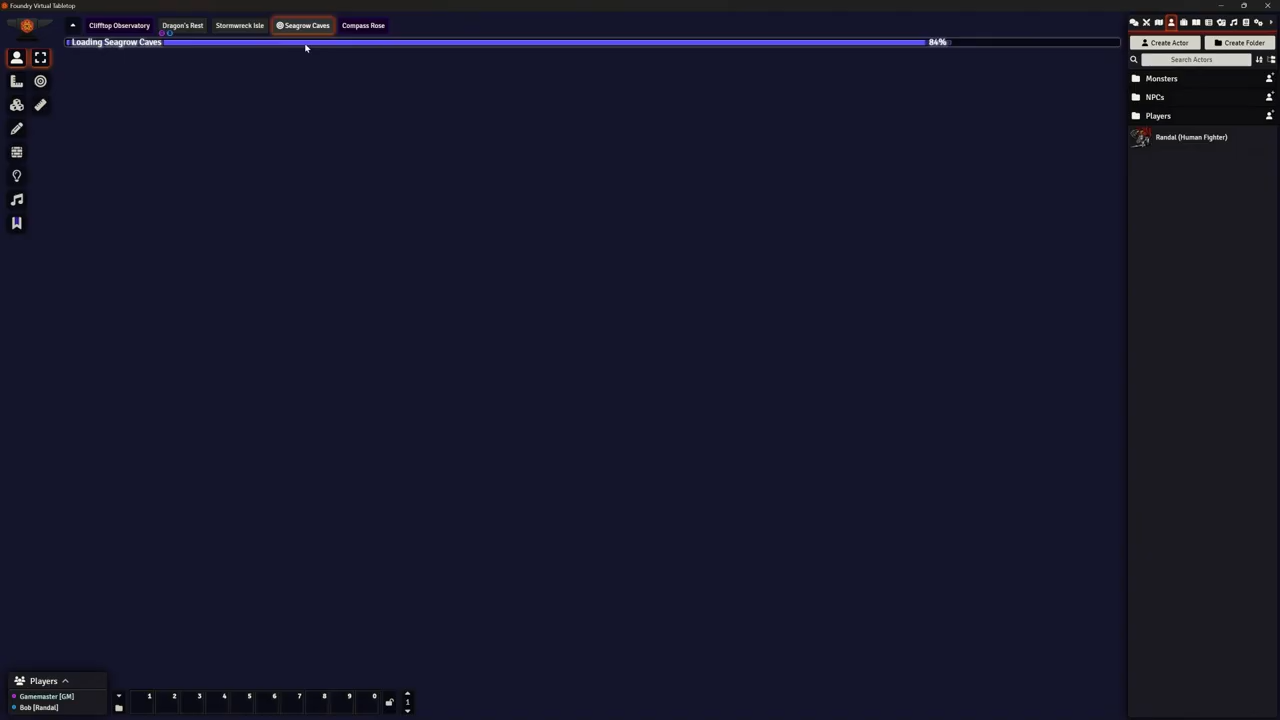 Foundry Virtual Tabletop
Clifftop Observatory
Dragon's Rest
Stormwreck Isle
Seagrow Caves
Compass Rose
Loading Seagrow Caves
84%
Create Actor
Create Folder
Search Actors
Monsters
NPCs
Players
Randal (Human Fighter)
Players
Gamemaster [GM]
Bob [Randal]
1 2 3 4 5 6 7 8 9 0
1